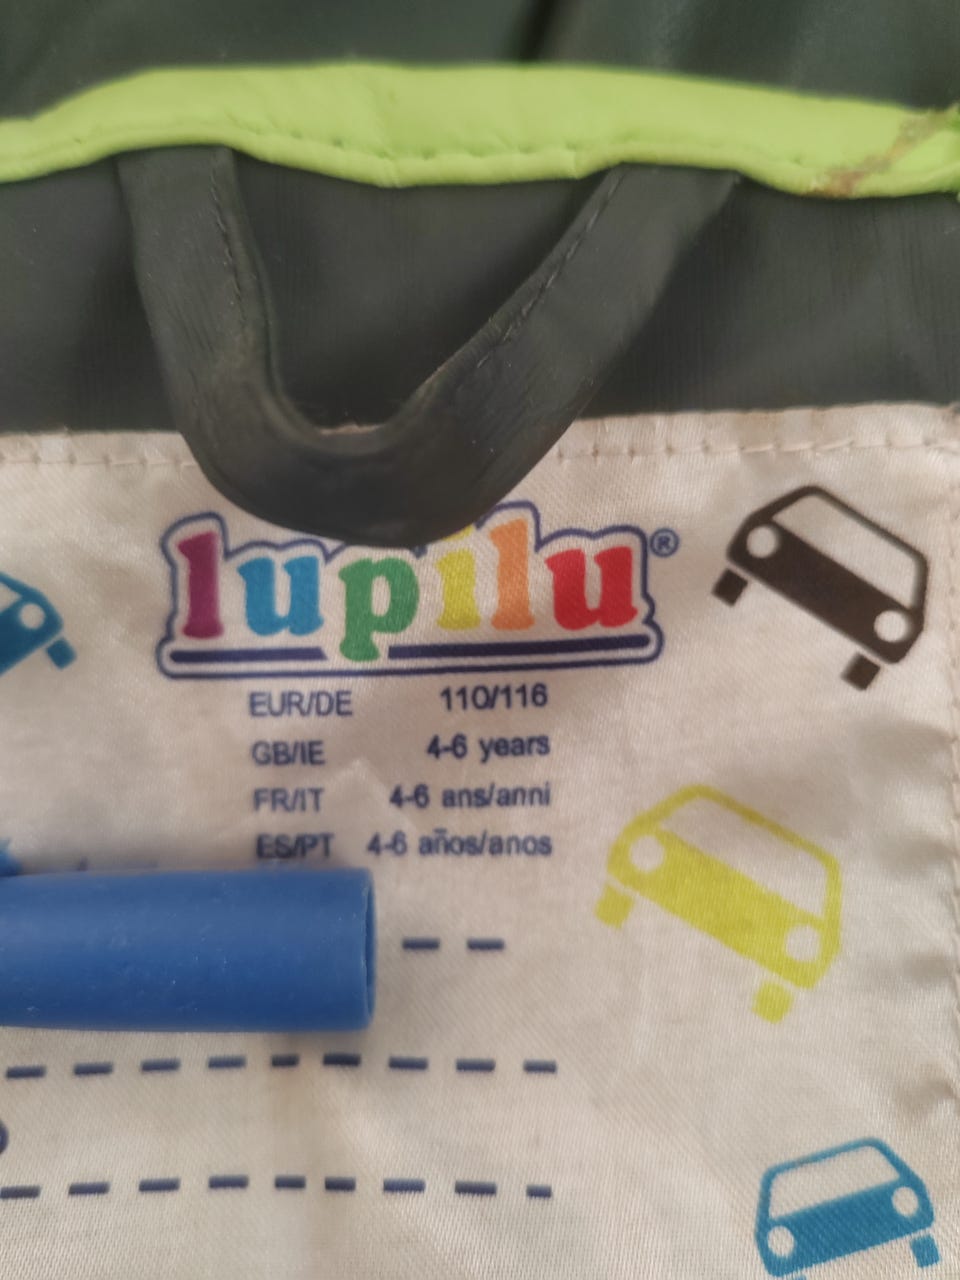 lupilu®
EUR/DE 110/116
GB/IE 4-6 years
FR/IT 4-6 ans/anni
ES/PT 4-6 años/anos